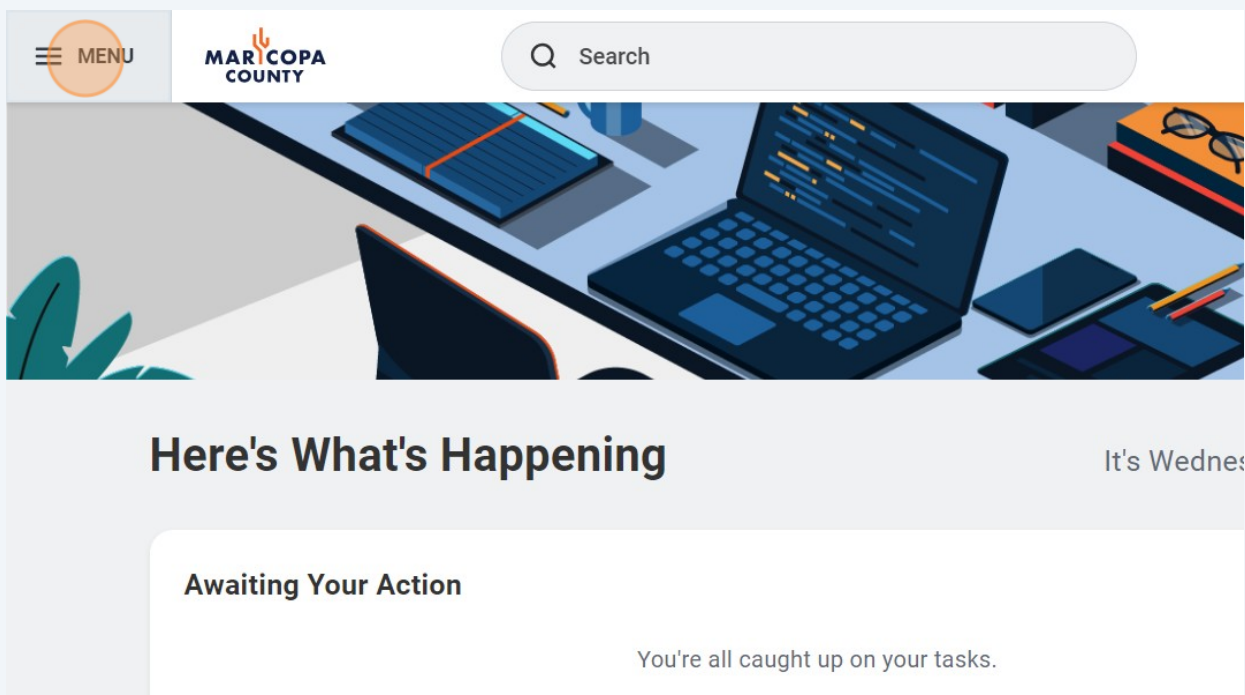 MENU
MARICOPA
COUNTY
Search
Here's What's Happening
It's Wednes
Awaiting Your Action
You're all caught up on your tasks.